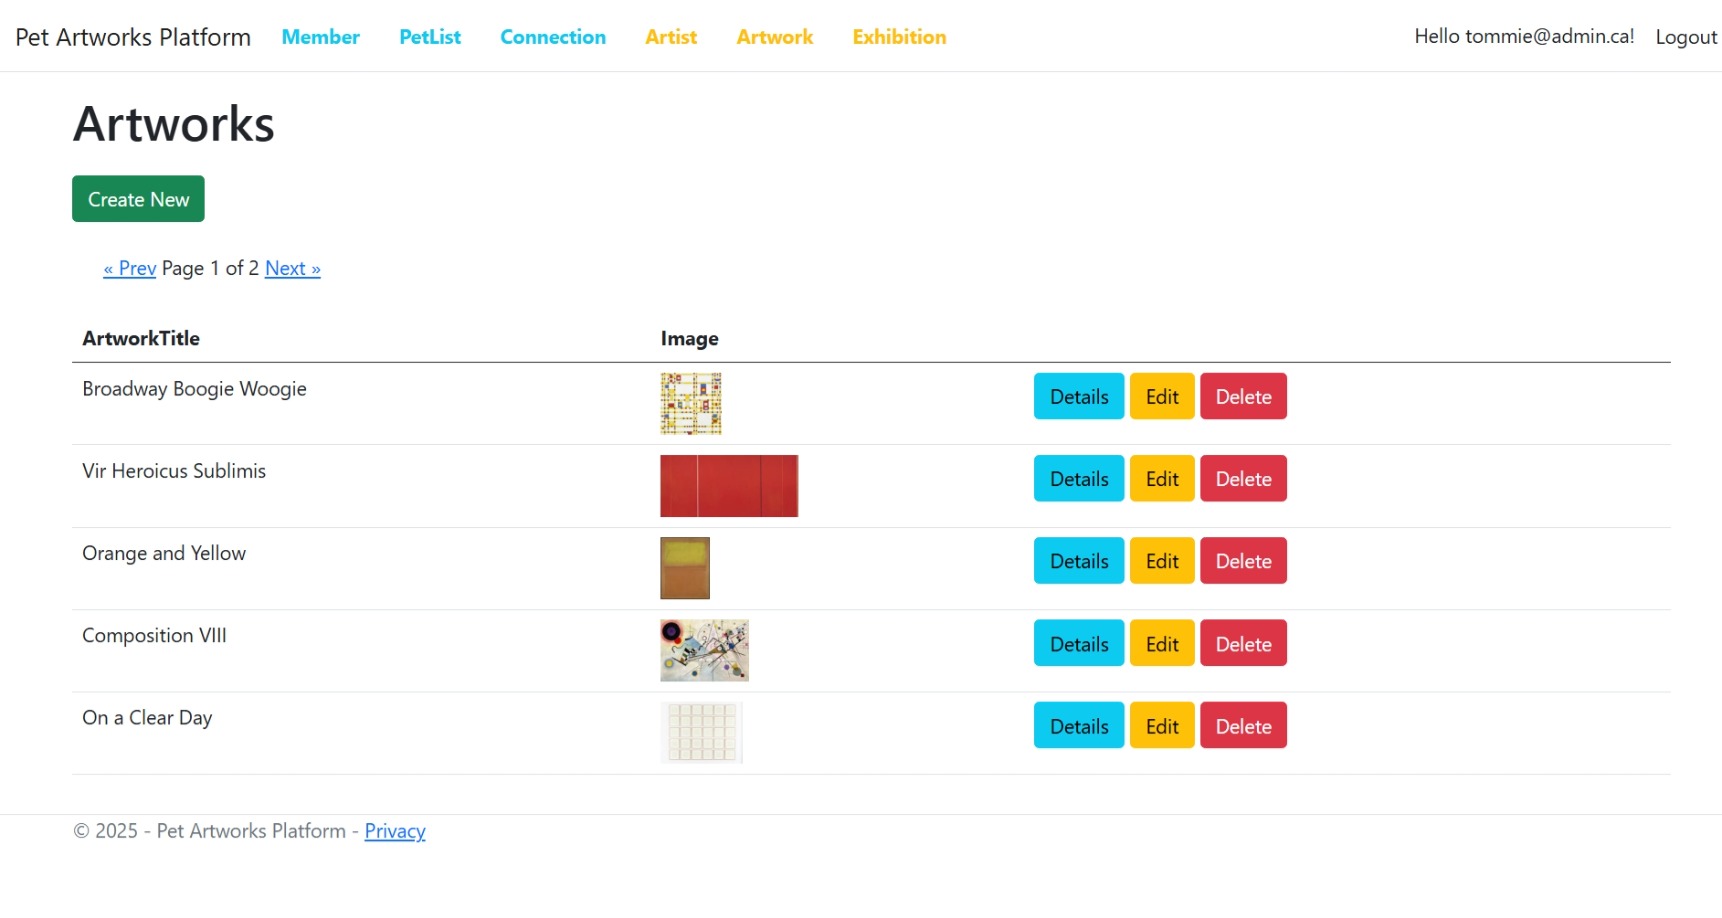 Pet Artworks Platform Member PetList Connection Artist Artwork Exhibition Hello tommie@admin.ca! Logout
Artworks
Create New
« Prev Page 1 of 2 Next »
ArtworkTitle Image
Broadway Boogie Woogie Details Edit Delete
Vir Heroicus Sublimis Details Edit Delete
Orange and Yellow Details Edit Delete
Composition VIII Details Edit Delete
On a Clear Day Details Edit Delete
© 2025 - Pet Artworks Platform - Privacy